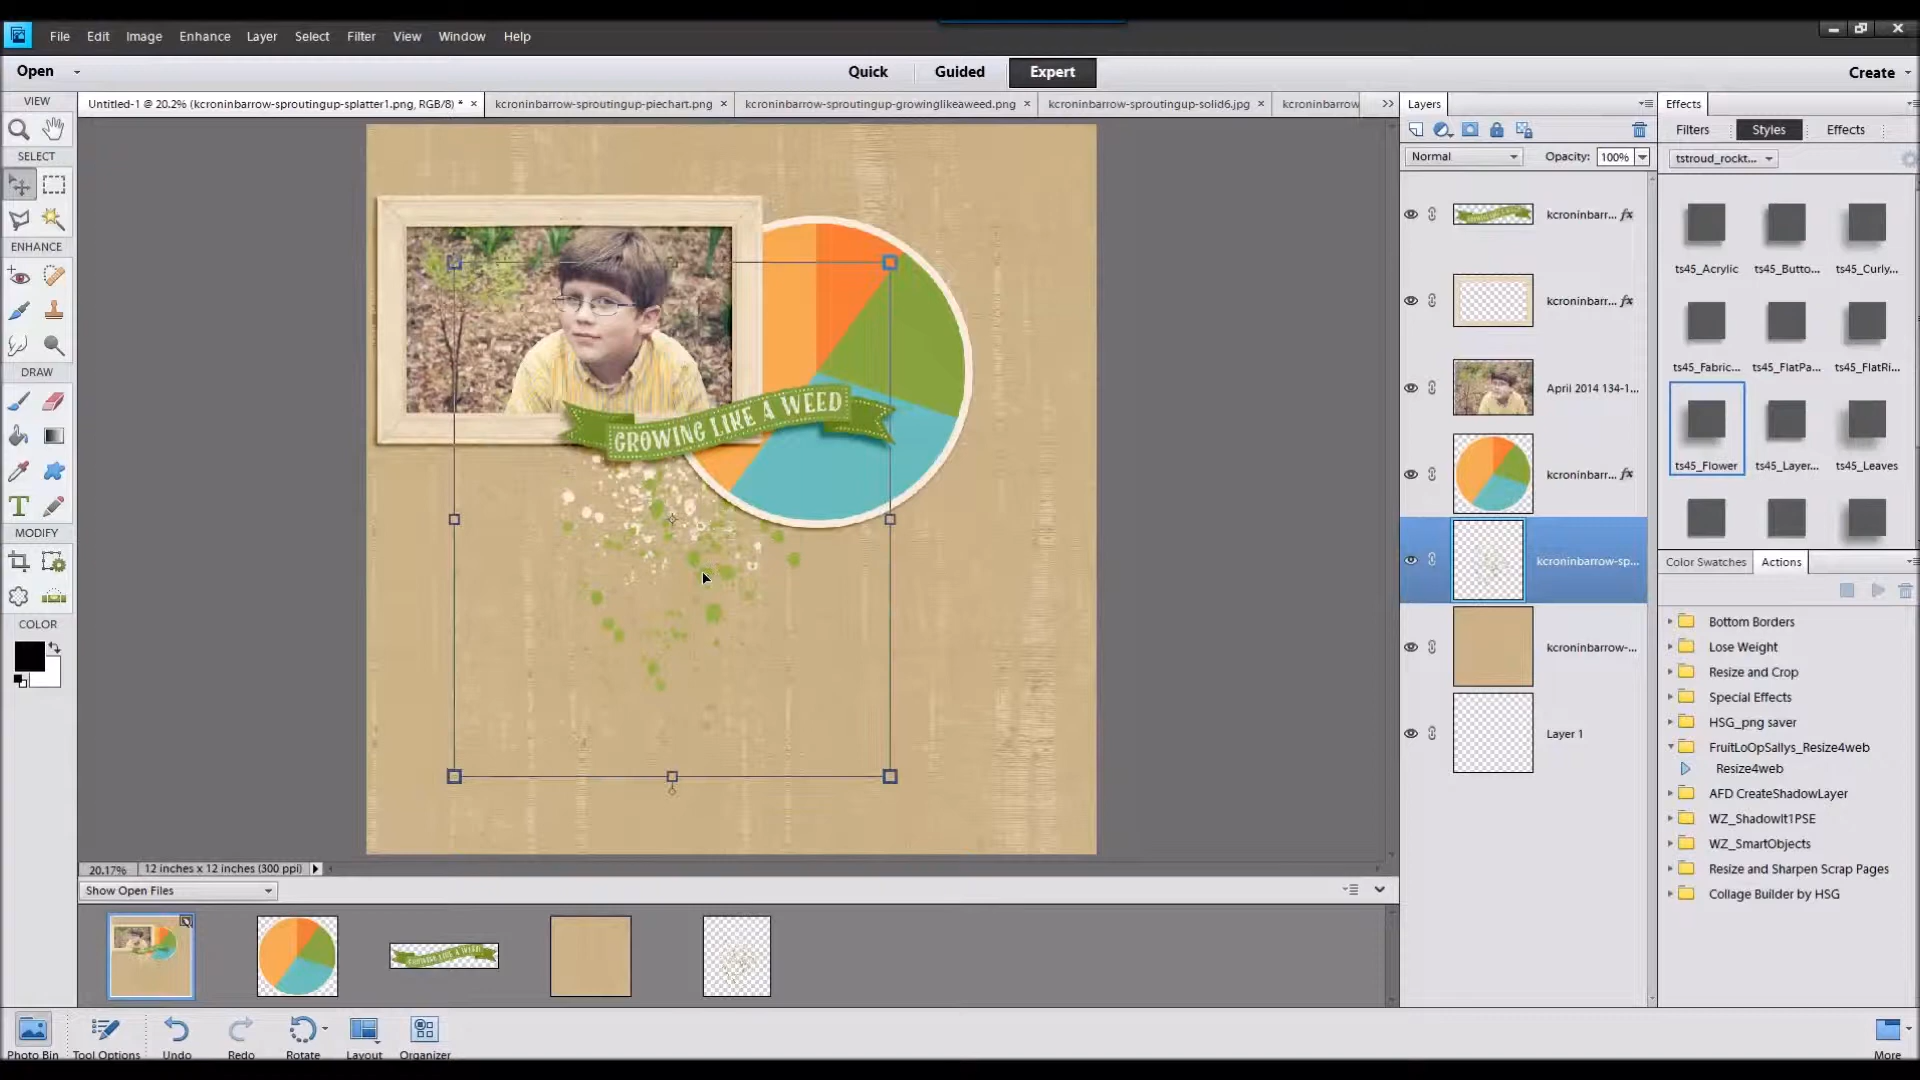 File Edit Image Enhance Layer Select Filter View Window Help
Open Quick Guided Expert Create
VIEW
SELECT
ENHANCE
DRAW
COLOR
MODIFY
Untitled-1 @ 20.2% (kcroninbarrow-sproutingup-splatter1.png, RGB/8) * × kcroninbarrow-sproutingup-piechart.png × kcroninbarrow-sproutingup-growinglikeaweed.png × kcroninbarrow-sproutingup-solid6.jpg × kcroninbarrow >>
GROWING LIKE A WEED
20.17% 12 inches x 12 inches (300 ppi)
Show Open Files
GROWING LIKE A WEED
Photo Bin Tool Options Undo Redo Rotate Layout Organizer More
Layers
Normal Opacity: 100%
kcroninbarr... fx
kcroninbarr... fx
April 2014 134-1...
kcroninbarr... fx
kcroninbarrow-sp...
kcroninbarrow-...
Layer 1
Effects
Filters Styles Effects
tstroud_rockt...
ts45_Acrylic ts45_Butto... ts45_Curly...
ts45_Fabric... ts45_FlatPa... ts45_FlatRi...
ts45_Flower ts45_Layer... ts45_Leaves
Color Swatches Actions
Bottom Borders
Lose Weight
Resize and Crop
Special Effects
HSG_png saver
FruitLoOpSallys_Resize4web
Resize4web
AFD CreateShadowLayer
WZ_ShadowIt1PSE
WZ_SmartObjects
Resize and Sharpen Scrap Pages
Collage Builder by HSG